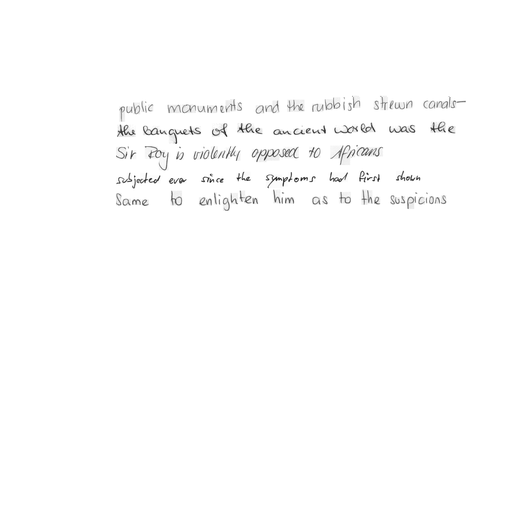 public monuments and the rubbish strewn canals—
the banquets of the ancient world was the
Sir Roy is violently opposed to Africans
subjected ever since the symptoms had first shown
Same to enlighten him as to the suspicions